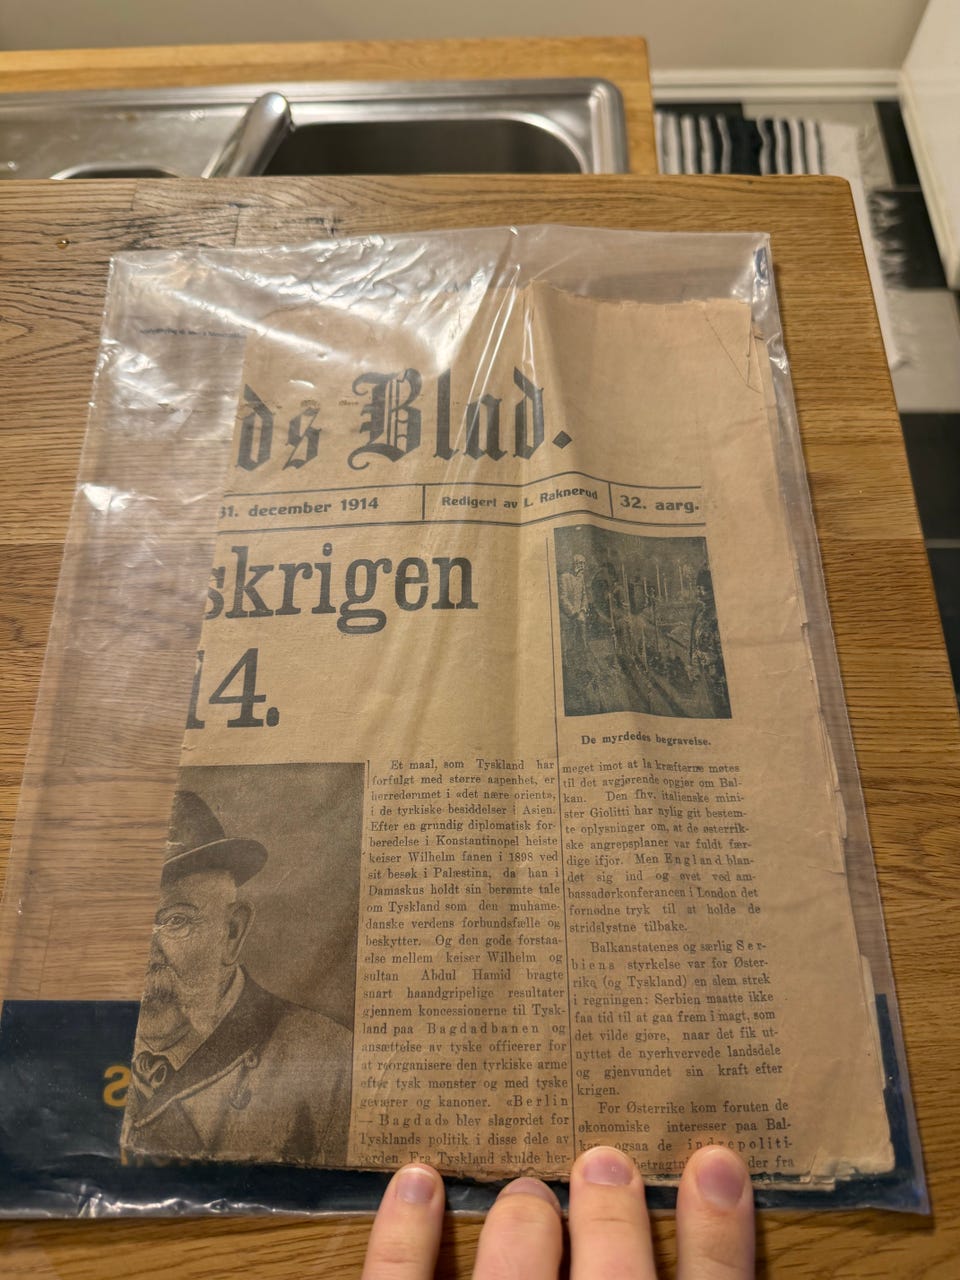 ds Blad.
31. december 1914
Redigert av L. Raknerud
32. aarg.
skrigen
14.
De myrdedes begravelse.
Et maal, som Tyskland har
forfulgt med større aapenhet, er
herredømmet i «det nære orient»,
i de tyrkiske besiddelser i Asien.
Efter en grundig diplomatisk for-
beredelse i Konstantinopel heiste
keiser Wilhelm fanen i 1898 ved
sit besøk i Palæstina, da han i
Damaskus holdt sin berømte tale
om Tyskland som den muhame-
danske verdens forbundsfælle og
beskytter. Og den gode forstaa-
else mellem keiser Wilhelm og
sultan Abdul Hamid bragte
snart haandgripelige resultater
gjennem koncessionerne til Tysk-
land paa Bagdadbanen og
ansættelse av tyske officerer for
at reorganisere den tyrkiske arme
efter tysk mønster og med tyske
geværer og kanoner. «Berlin
— Bagdad» blev slagordet for
Tysklands politik i disse dele av
erden. Fra Tyskland skulde her-
meget imot at la kræfterne møtes
til det avgjørende opgjør om Bal-
kan. Den fhv. italienske mini-
ster Giolitti har nylig git bestem-
te oplysninger om, at de østerrik-
ske angrepsplaner var fuldt fær-
dige ifjor. Men England blan-
det sig ind og øvet ved am-
bassadørkonferancen i London det
fornødne tryk til at holde de
stridslystne tilbake.
Balkanstatenes og særlig Ser-
biens styrkelse var for Øster-
rike (og Tyskland) en slem strek
i regningen: Serbien maatte ikke
faa tid til at gaa frem i magt, som
det vilde gjøre, naar det fik ut-
nyttet de nyerhvervede landsdele
og gjenvundet sin kraft efter
krigen.
For Østerrike kom foruten de
økonomiske interesser paa Bal-
kan ogsaa de indrepoliti-
der fra